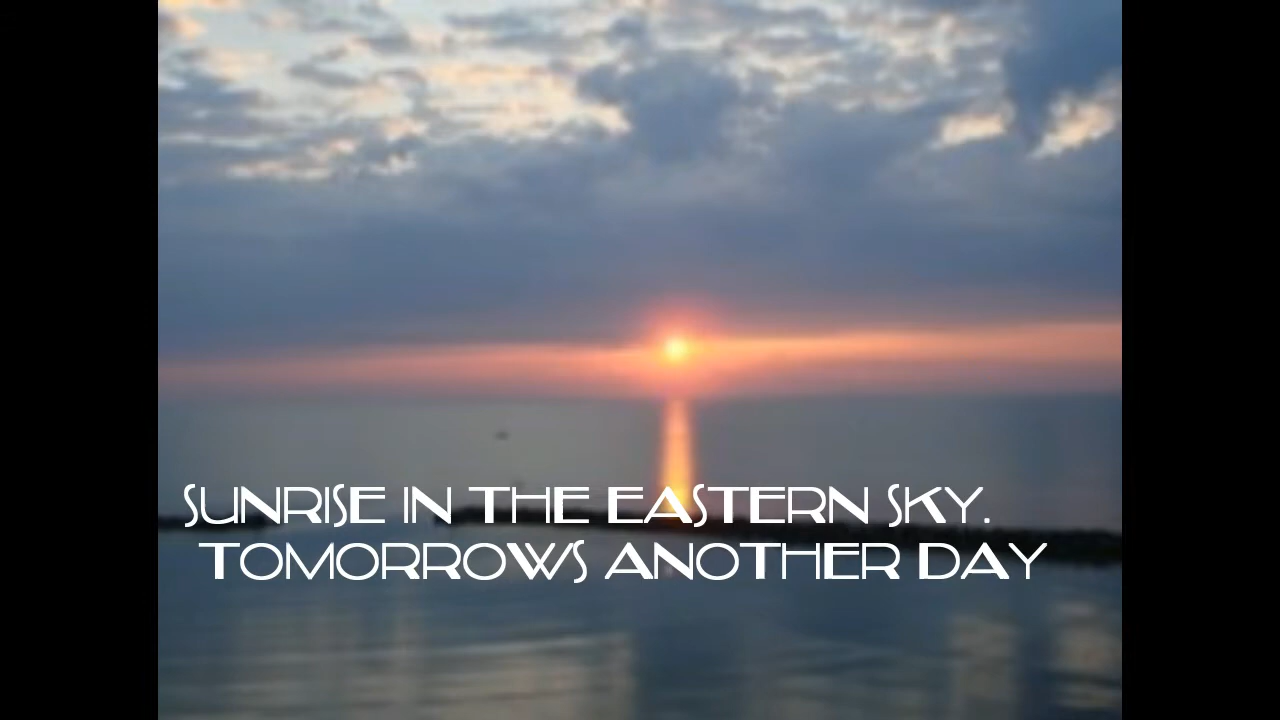 SUNRISE IN THE EASTERN SKY.
TOMORROWS ANOTHER DAY